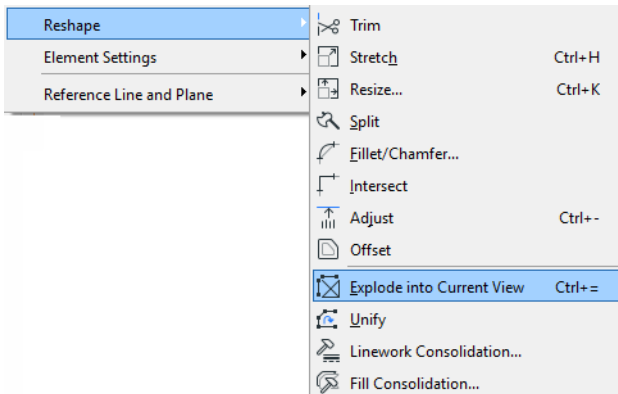 Reshape
Element Settings
Reference Line and Plane
Trim
Stretch Ctrl+H
Resize... Ctrl+K
Split
Fillet/Chamfer...
Intersect
Adjust Ctrl+-
Offset
Explode into Current View Ctrl+=
Unify
Linework Consolidation...
Fill Consolidation...